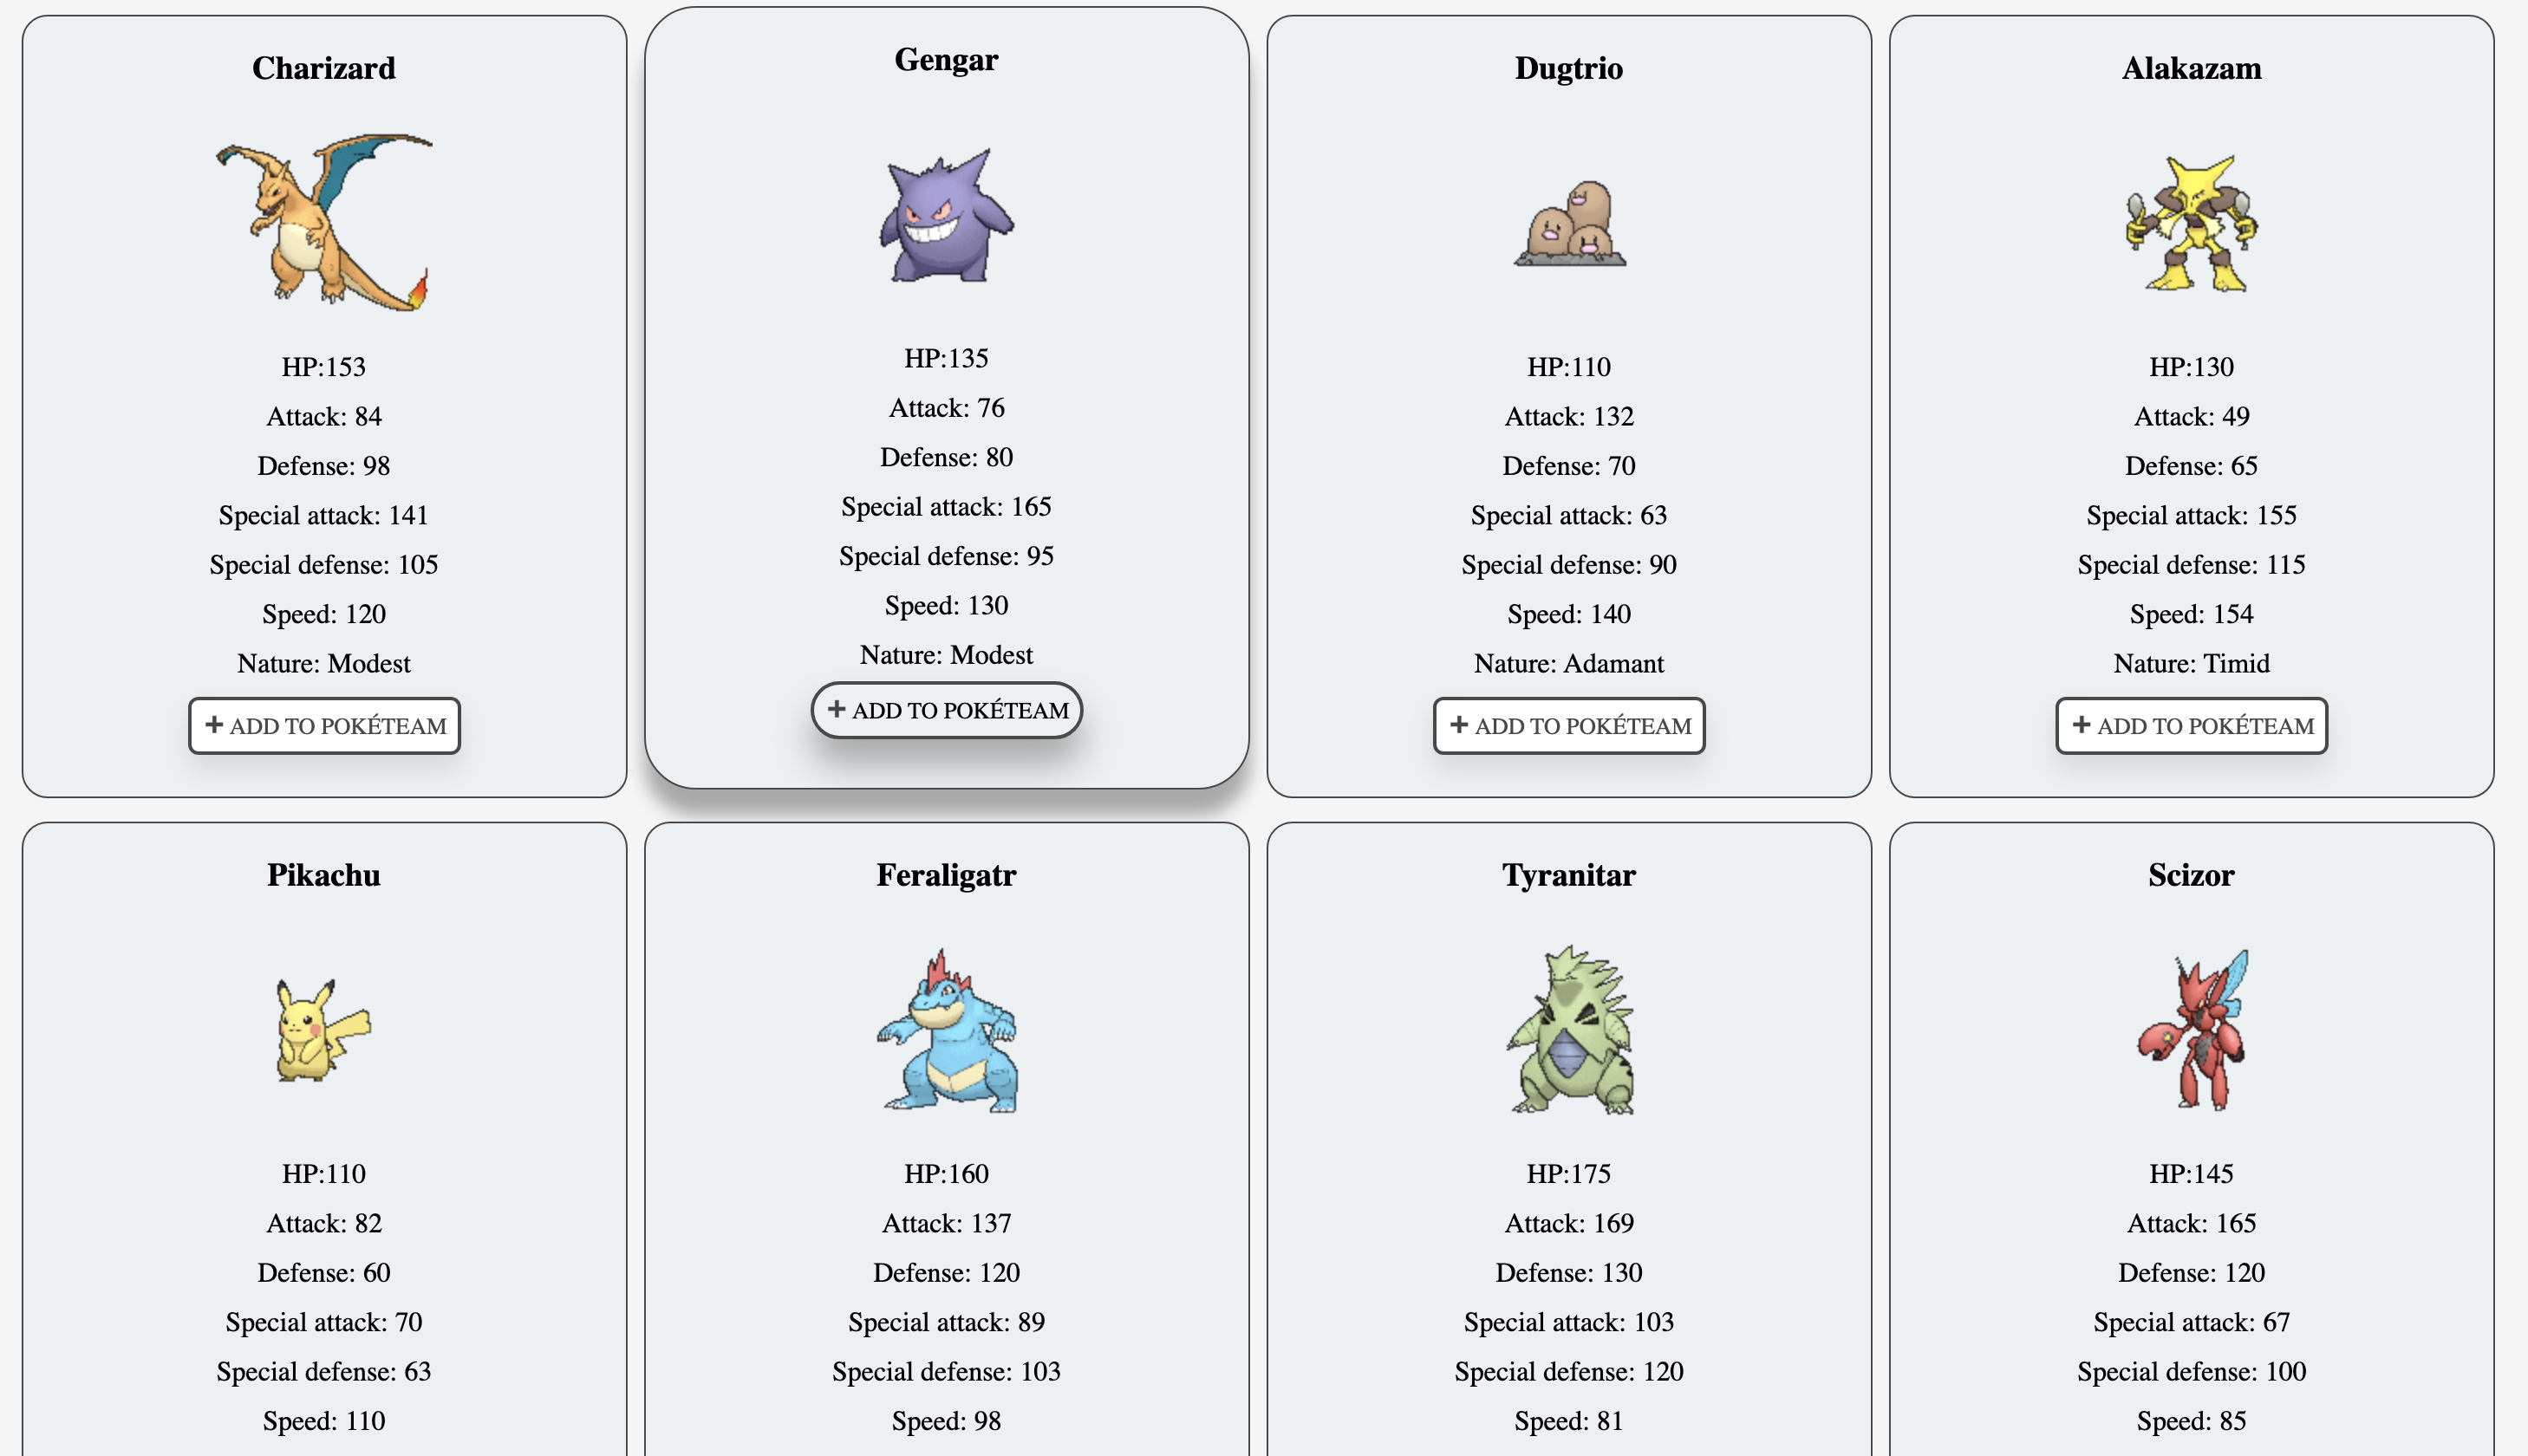 Charizard
HP:153
Attack: 84
Defense: 98
Special attack: 141
Special defense: 105
Speed: 120
Nature: Modest
+ ADD TO POKÉTEAM
Gengar
HP:135
Attack: 76
Defense: 80
Special attack: 165
Special defense: 95
Speed: 130
Nature: Modest
+ ADD TO POKÉTEAM
Dugtrio
HP:110
Attack: 132
Defense: 70
Special attack: 63
Special defense: 90
Speed: 140
Nature: Adamant
+ ADD TO POKÉTEAM
Alakazam
HP:130
Attack: 49
Defense: 65
Special attack: 155
Special defense: 115
Speed: 154
Nature: Timid
+ ADD TO POKÉTEAM
Pikachu
HP:110
Attack: 82
Defense: 60
Special attack: 70
Special defense: 63
Speed: 110
Feraligatr
HP:160
Attack: 137
Defense: 120
Special attack: 89
Special defense: 103
Speed: 98
Tyranitar
HP:175
Attack: 169
Defense: 130
Special attack: 103
Special defense: 120
Speed: 81
Scizor
HP:145
Attack: 165
Defense: 120
Special attack: 67
Special defense: 100
Speed: 85